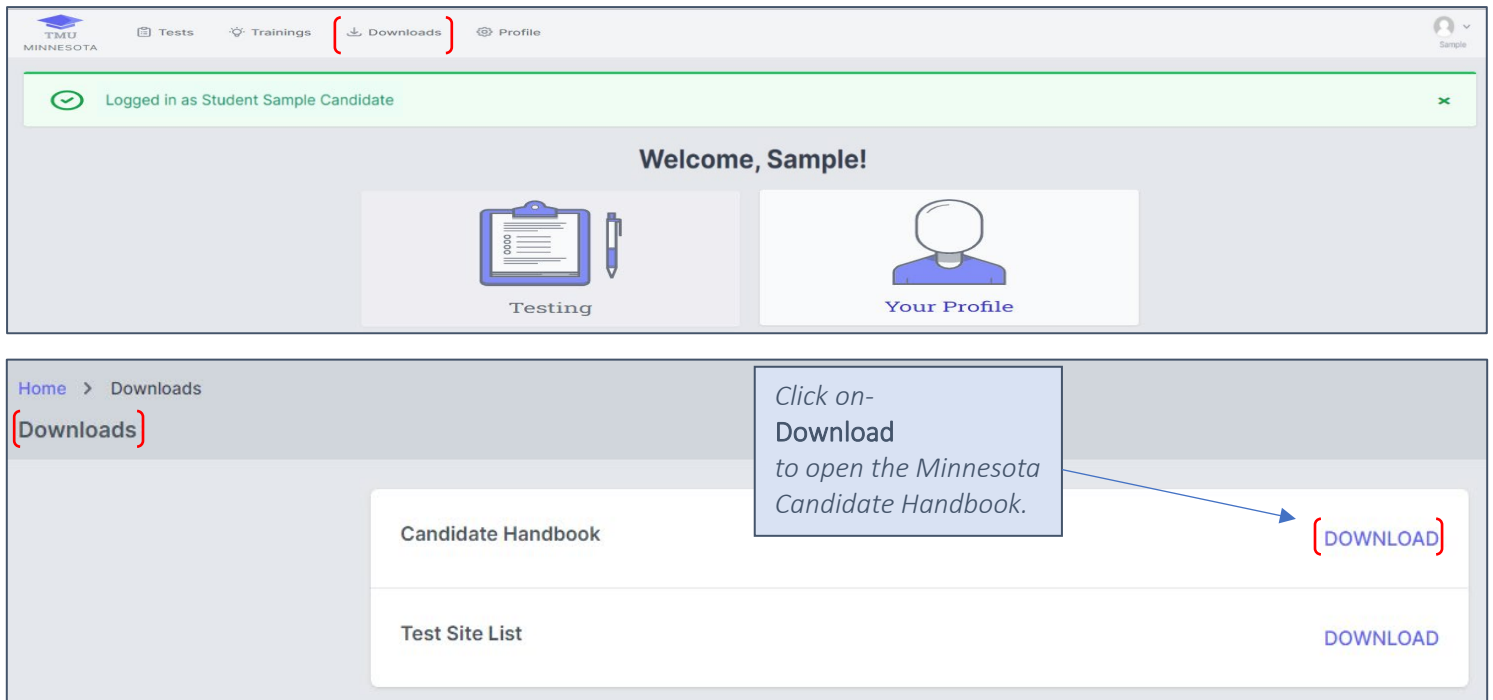 TMU
MINNESOTA
Tests
Trainings
Downloads
Profile
Sample
Logged in as Student Sample Candidate
Welcome, Sample!
Testing
Your Profile
Home > Downloads
Downloads
Click on-
Download
to open the Minnesota
Candidate Handbook.
Candidate Handbook
DOWNLOAD
Test Site List
DOWNLOAD